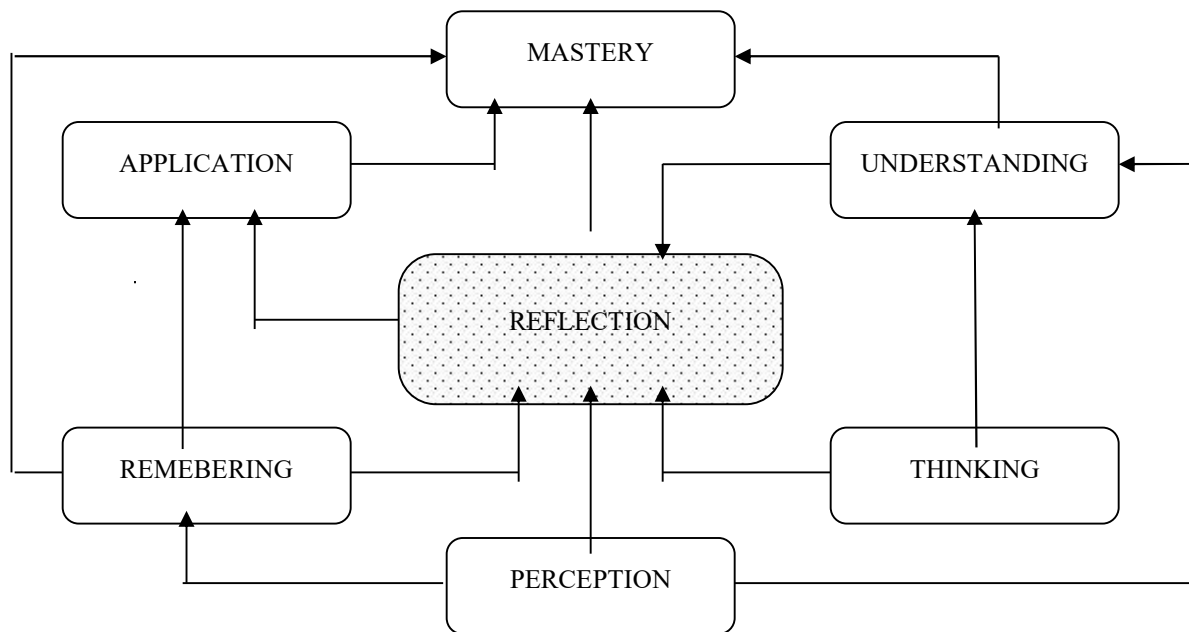 MASTERY
APPLICATION
UNDERSTANDING
REFLECTION
REMEBERING
THINKING
PERCEPTION